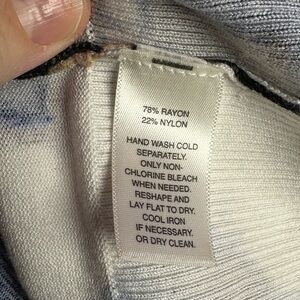 78% RAYON
22% NYLON
HAND WASH COLD
SEPARATELY.
ONLY NON-
CHLORINE BLEACH
WHEN NEEDED.
RESHAPE AND
LAY FLAT TO DRY.
COOL IRON
IF NECESSARY.
OR DRY CLEAN.